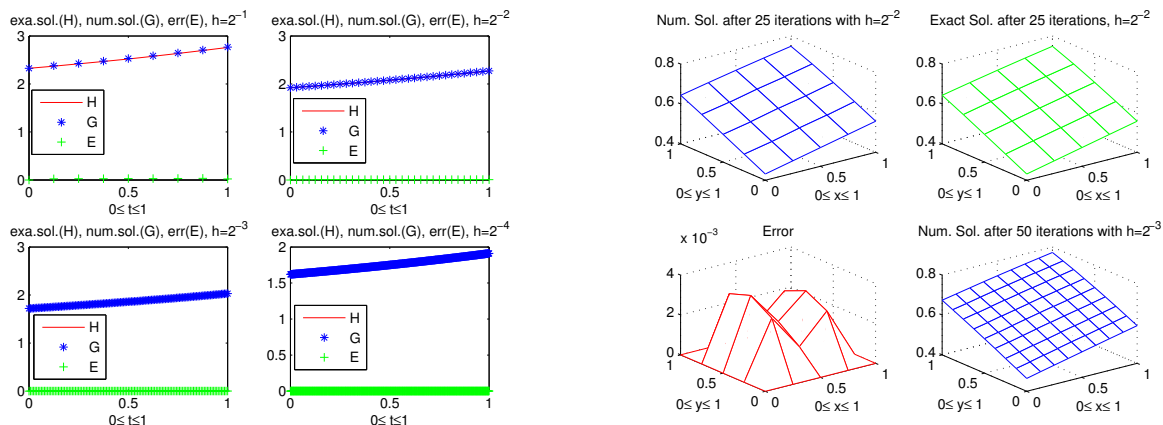 exa.sol.(H), num.sol.(G), err(E), h=2⁻¹
3
2
1
0
0
0.5
1
0≤ t≤1
H
G
E
exa.sol.(H), num.sol.(G), err(E), h=2⁻²
3
2
1
0
0
0.5
1
0≤ t≤1
H
G
E
exa.sol.(H), num.sol.(G), err(E), h=2⁻³
3
2
1
0
0
0.5
1
0≤ t≤1
H
G
E
exa.sol.(H), num.sol.(G), err(E), h=2⁻⁴
2
1.5
1
0.5
0
0
0.5
1
0≤ t≤1
H
G
E
Num. Sol. after 25 iterations with h=2⁻²
0.8
0.6
0.4
1
0.5
0
0
0.5
1
0≤ y≤ 1
0≤ x≤ 1
Exact Sol. after 25 iterations, h=2⁻²
0.8
0.6
0.4
1
0.5
0
0
0.5
1
0≤ y≤ 1
0≤ x≤ 1
Error
x 10⁻³
4
2
0
1
0.5
0
0
0.5
1
0≤ y≤ 1
0≤ x≤ 1
Num. Sol. after 50 iterations with h=2⁻³
0.8
0.6
0.4
1
0.5
0
0
0.5
1
0≤ y≤ 1
0≤ x≤ 1